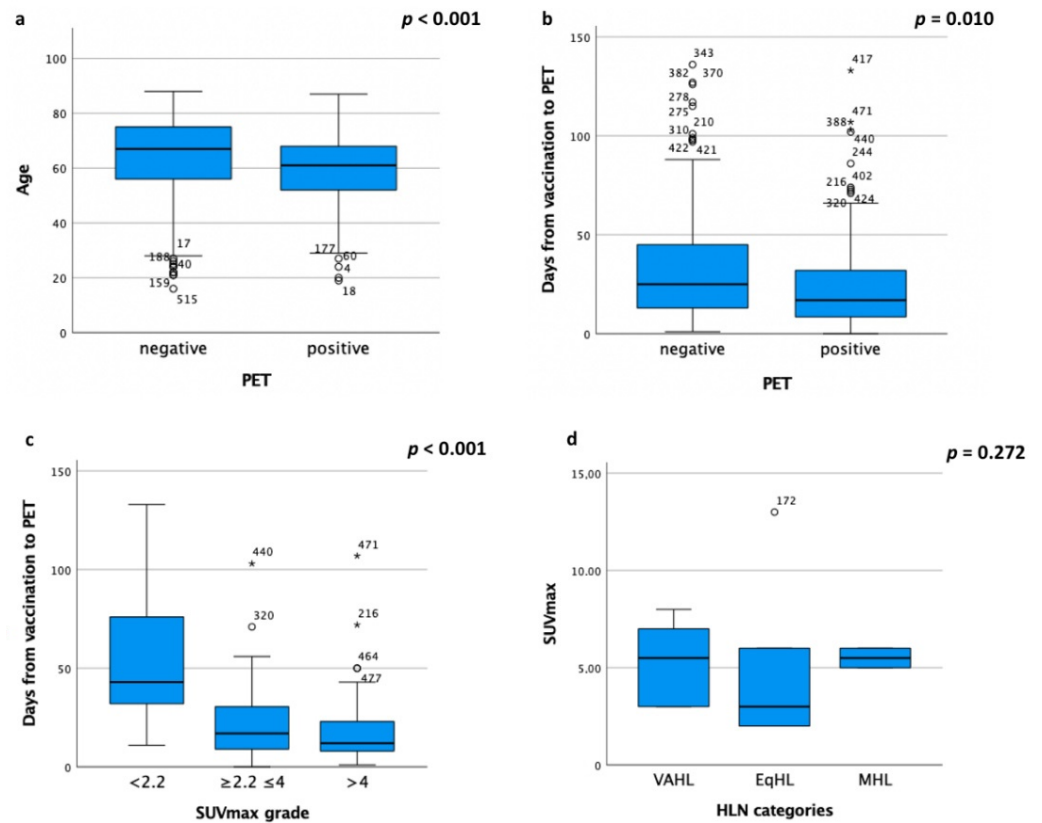 a
p < 0.001
Age
100
80
60
40
20
0
17
188
40
159
515
177
60
4
18
negative positive
PET
b
p = 0.010
Days from vaccination to PET
150
100
50
0
343
382 370
278
275
210
310
422 421
417
471
388
440
244
402
216
424
320
negative positive
PET
c
p < 0.001
Days from vaccination to PET
150
100
50
0
440
320
471
216
464
477
<2.2 ≥2.2 ≤4 >4
SUVmax grade
d
p = 0.272
SUVmax
15,00
10.00
5.00
0
172
VAHL EqHL MHL
HLN categories